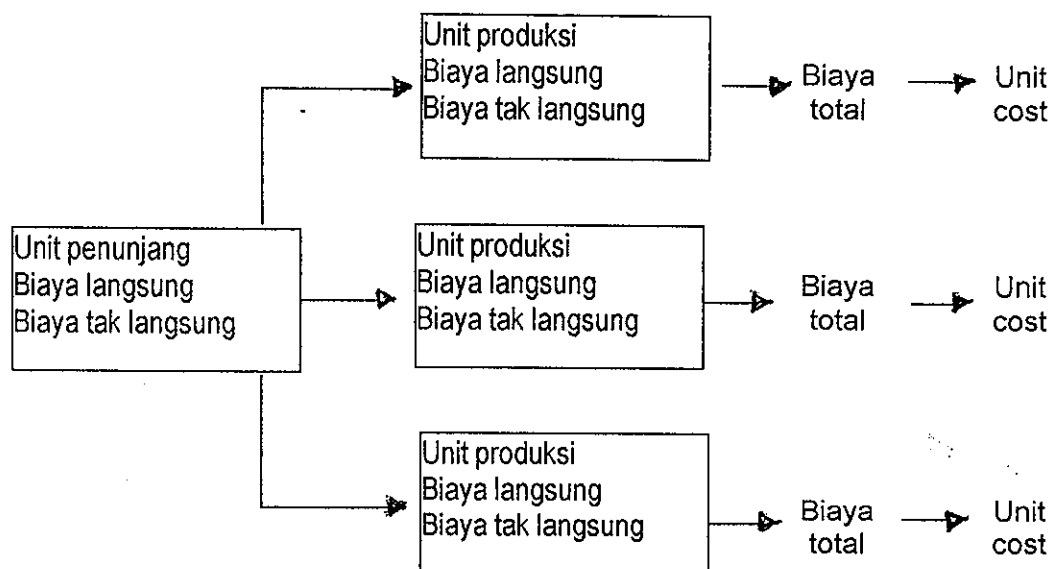 Unit produksi
Biaya langsung
Biaya tak langsung
Biaya
total
Unit
cost
Unit penunjang
Biaya langsung
Biaya tak langsung
Unit produksi
Biaya langsung
Biaya tak langsung
Biaya
total
Unit
cost
Unit produksi
Biaya langsung
Biaya tak langsung
Biaya
total
Unit
cost